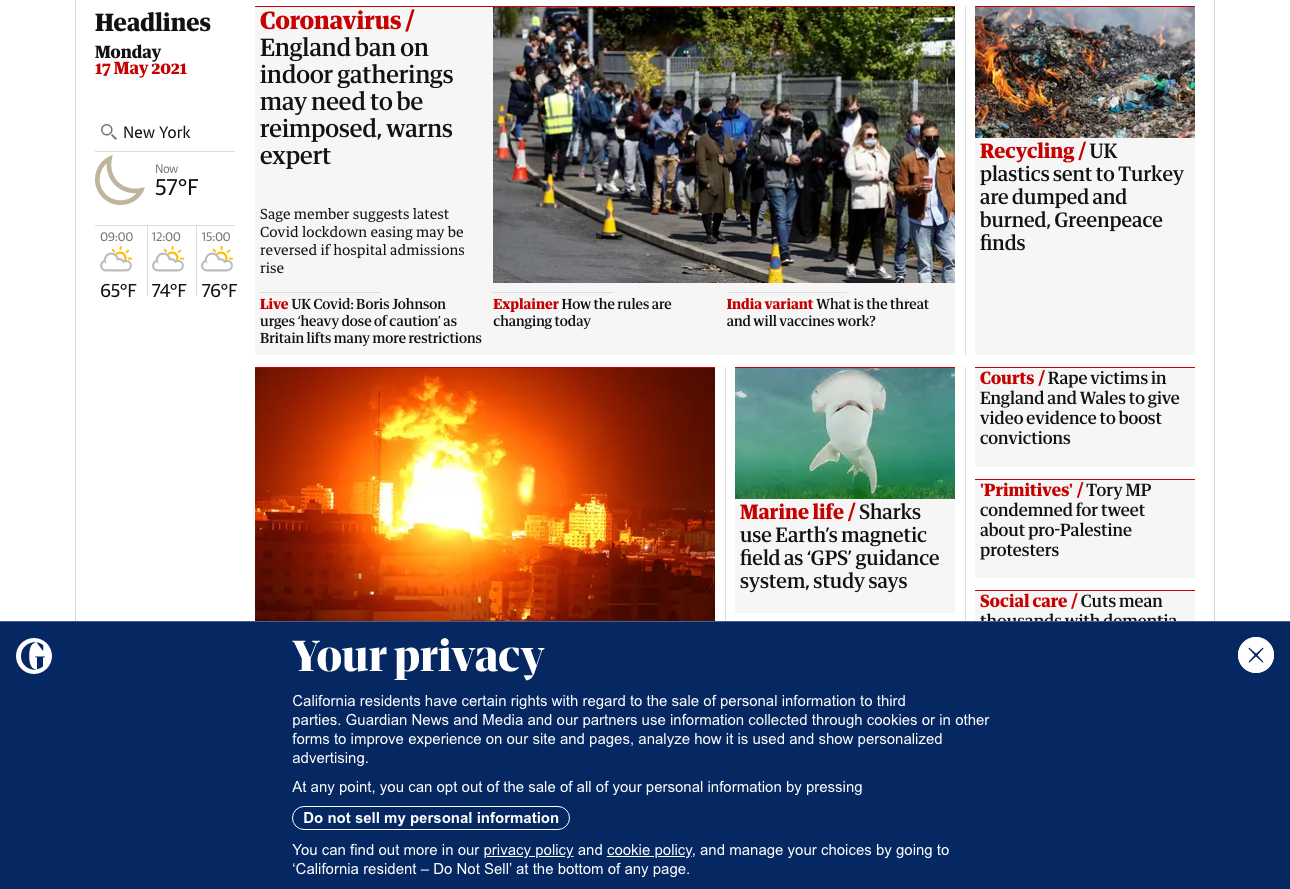 Headlines
Monday
17 May 2021
New York
Now
57°F
09:00
12:00
15:00
65°F
74°F
76°F
Coronavirus /
England ban on
indoor gatherings
may need to be
reimposed, warns
expert
Sage member suggests latest
Covid lockdown easing may be
reversed if hospital admissions
rise
Live UK Covid: Boris Johnson
urges ‘heavy dose of caution’ as
Britain lifts many more restrictions
Explainer How the rules are
changing today
India variant What is the threat
and will vaccines work?
Recycling / UK
plastics sent to Turkey
are dumped and
burned, Greenpeace
finds
Marine life / Sharks
use Earth’s magnetic
field as ‘GPS’ guidance
system, study says
Courts / Rape victims in
England and Wales to give
video evidence to boost
convictions
'Primitives' / Tory MP
condemned for tweet
about pro-Palestine
protesters
Social care / Cuts mean
thousands with dementia
Your privacy
California residents have certain rights with regard to the sale of personal information to third
parties. Guardian News and Media and our partners use information collected through cookies or in other
forms to improve experience on our site and pages, analyze how it is used and show personalized
advertising.
At any point, you can opt out of the sale of all of your personal information by pressing
Do not sell my personal information
You can find out more in our privacy policy and cookie policy, and manage your choices by going to
‘California resident – Do Not Sell’ at the bottom of any page.